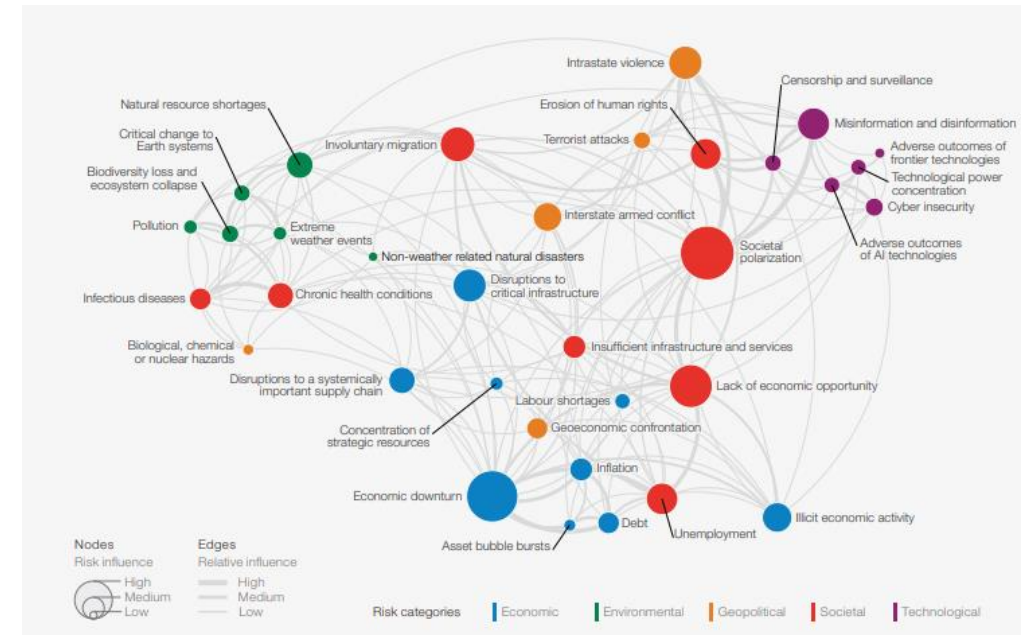 Intrastate violence
Censorship and surveillance
Natural resource shortages
Erosion of human rights
Misinformation and disinformation
Critical change to
Earth systems
Involuntary migration
Terrorist attacks
Adverse outcomes of
frontier technologies
Biodiversity loss and
ecosystem collapse
Technological power
concentration
Cyber insecurity
Pollution
Extreme
weather events
Interstate armed conflict
Societal
polarization
Adverse outcomes
of AI technologies
Non-weather related natural disasters
Disruptions to
critical infrastructure
Infectious diseases
Chronic health conditions
Biological, chemical
or nuclear hazards
Insufficient infrastructure and services
Disruptions to a systemically
important supply chain
Lack of economic opportunity
Labour shortages
Concentration of
strategic resources
Geoeconomic confrontation
Inflation
Economic downturn
Illicit economic activity
Debt
Unemployment
Asset bubble bursts
Nodes
Risk influence
High
Medium
Low
Edges
Relative influence
High
Medium
Low
Risk categories
Economic
Environmental
Geopolitical
Societal
Technological